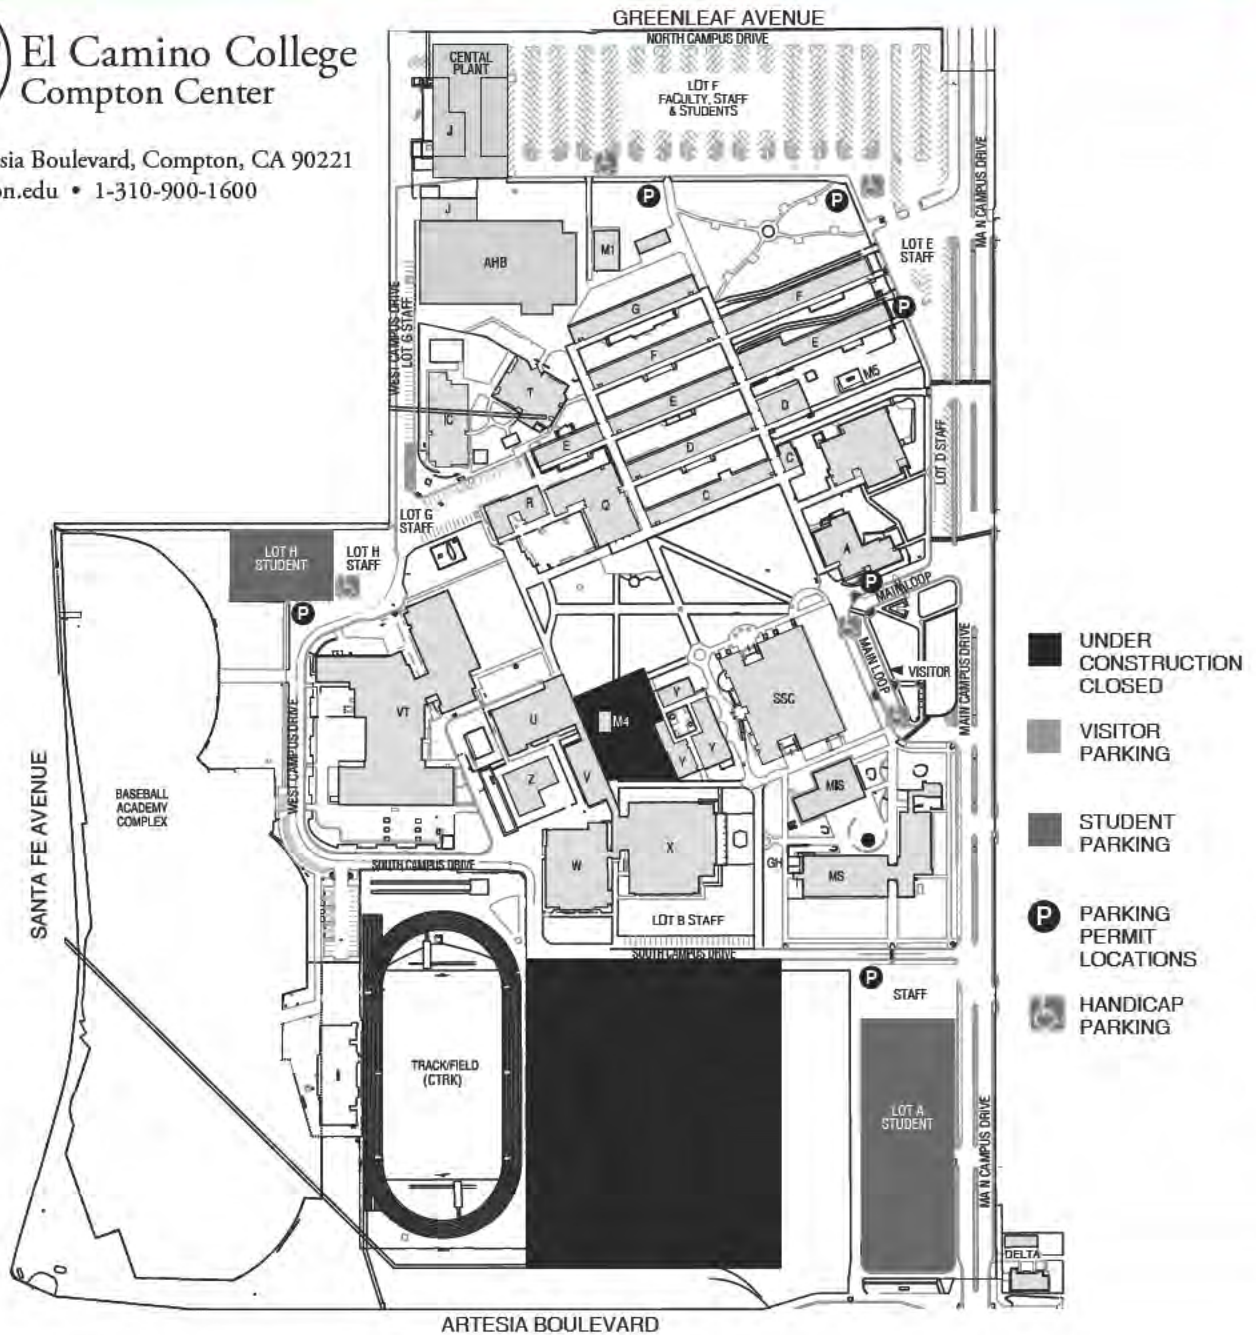 El Camino College
Compton Center
sia Boulevard, Compton, CA 90221
n.edu • 1-310-900-1600
GREENLEAF AVENUE
NORTH CAMPUS DRIVE
CENTAL
PLANT
LOT F
FACULTY, STAFF
& STUDENTS
J
P
P
J
MAIN CAMPUS DRIVE
M1
LOT E
STAFF
AHB
WEST CAMPUS DRIVE
LOT G STAFF
G
F
P
F
E
M5
T
E
D
IC
E
D
C
LOT D STAFF
R
Q
C
LOT G
STAFF
A
LOT H
STUDENT
LOT H
STAFF
P
MAIN LOOP
P
MAIN LOOP
VISITOR
MAIN CAMPUS DRIVE
SSC
VT
U
M4
Y
Y
Y
Z
V
MIS
WEST CAMPUS DRIVE
SANTA FE AVENUE
BASEBALL
ACADEMY
COMPLEX
SOUTH CAMPUS DRIVE
W
X
GH
MS
LOT B STAFF
SOUTH CAMPUS DRIVE
P
STAFF
TRACK/FIELD
(CTRK)
I
LOT A
STUDENT
MAIN CAMPUS DRIVE
DELTA
ARTESIA BOULEVARD
UNDER
CONSTRUCTION
CLOSED
VISITOR
PARKING
STUDENT
PARKING
P
PARKING
PERMIT
LOCATIONS
HANDICAP
PARKING